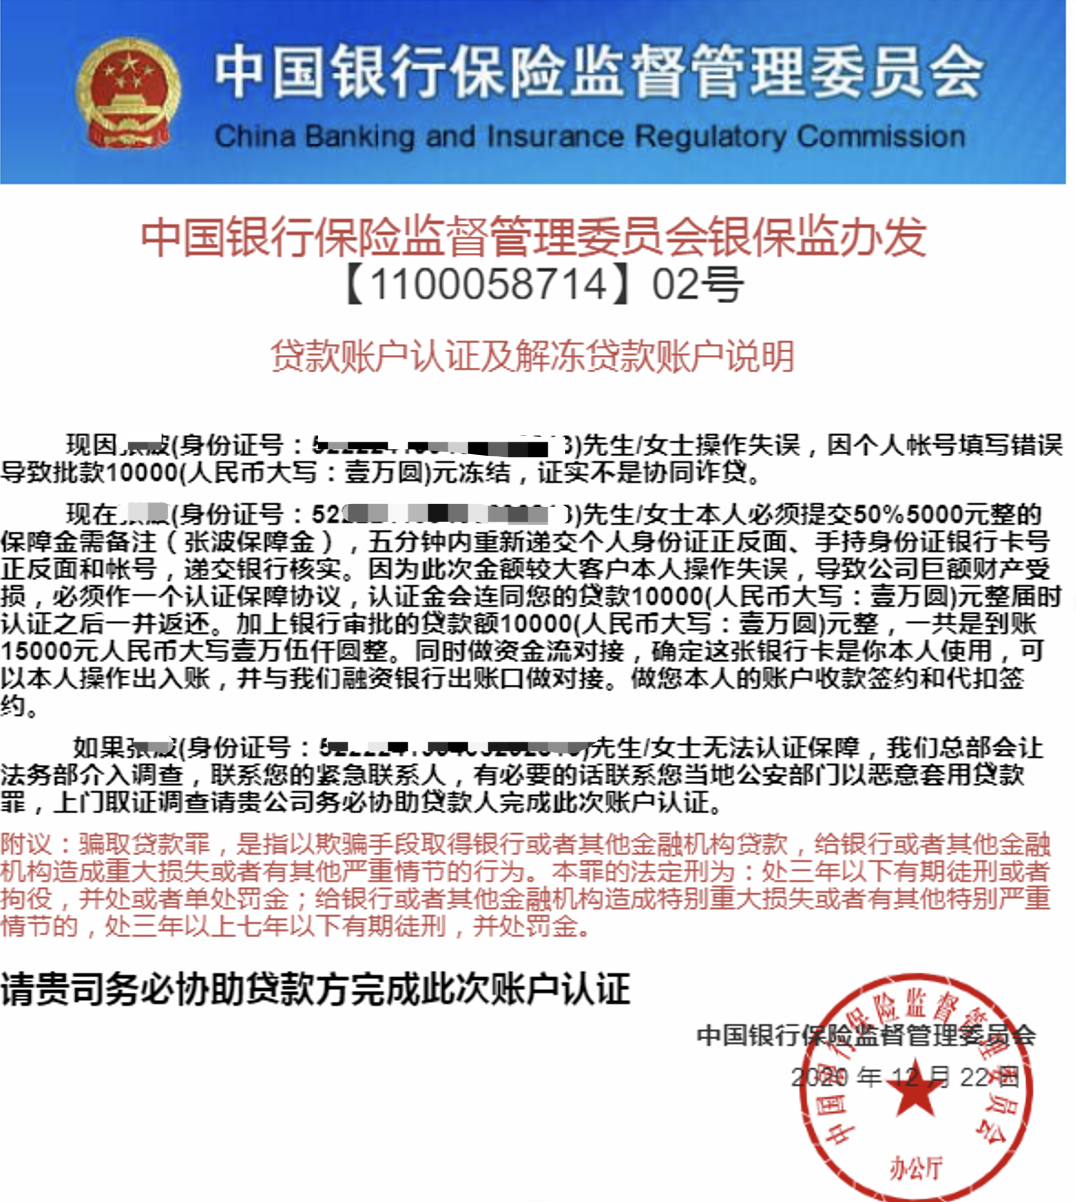 中国银行保险监督管理委员会
China Banking and Insurance Regulatory Commission
中国银行保险监督管理委员会银保监办发
【1100058714】02号
贷款账户认证及解冻贷款账户说明
现因(身份证号：)先生/女士操作失误，因个人帐号填写错误
导致批款10000(人民币大写：壹万圆)元冻结，证实不是协同诈贷。
现在(身份证号：)先生/女士本人必须提交50%5000元整的
保障金需备注（张波保障金），五分钟内重新递交个人身份证正反面、手持身份证银行卡号
正反面和帐号，递交银行核实。因为此次金额较大客户本人操作失误，导致公司巨额财产受
损，必须作一个认证保障协议，认证金会连同您的贷款10000(人民币大写：壹万圆)元整届时
认证之后一并返还。加上银行审批的贷款额10000(人民币大写：壹万圆)元整，一共是到账
15000元人民币大写壹万伍仟圆整。同时做资金流对接，确定这张银行卡是你本人使用，可
以本人操作出入账，并与我们融资银行出账口做对接。做您本人的账户收款签约和代扣签
约。
如果(身份证号：先生/女士无法认证保障，我们总部会让
法务部介入调查，联系您的紧急联系人，有必要的话联系您当地公安部门以恶意套用贷款
罪，上门取证调查请贵公司务必协助贷款人完成此次账户认证。
附议：骗取贷款罪，是指以欺骗手段取得银行或者其他金融机构贷款，给银行或者其他金融
机构造成重大损失或者有其他严重情节的行为。本罪的法定刑为：处三年以下有期徒刑或者
拘役，并处或者单处罚金；给银行或者其他金融机构造成特别重大损失或者有其他特别严重
情节的，处三年以上七年以下有期徒刑，并处罚金。
请贵司务必协助贷款方完成此次账户认证
中国银行保险监督管理委员会
2020 年 12 月 22 日
中国银行保险监督管理委员会
办公厅